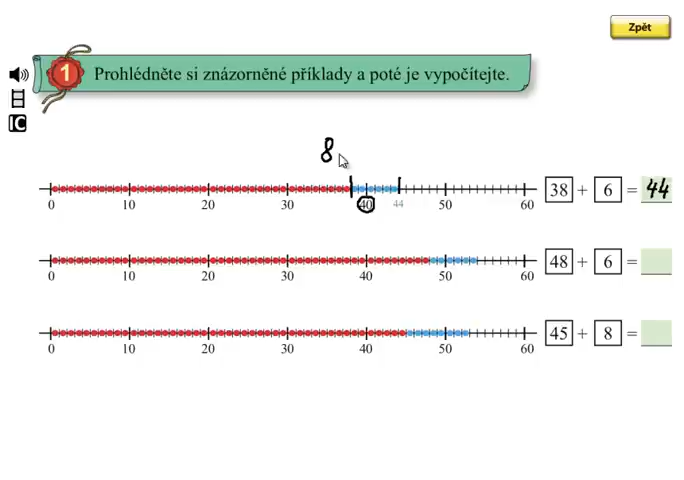 Zpět
1 Prohlédněte si znázorněné příklady a poté je vypočítejte.
8
0 10 20 30 40 44 50 60 38 + 6 = 44
0 10 20 30 40 50 60 48 + 6 =
0 10 20 30 40 50 60 45 + 8 =